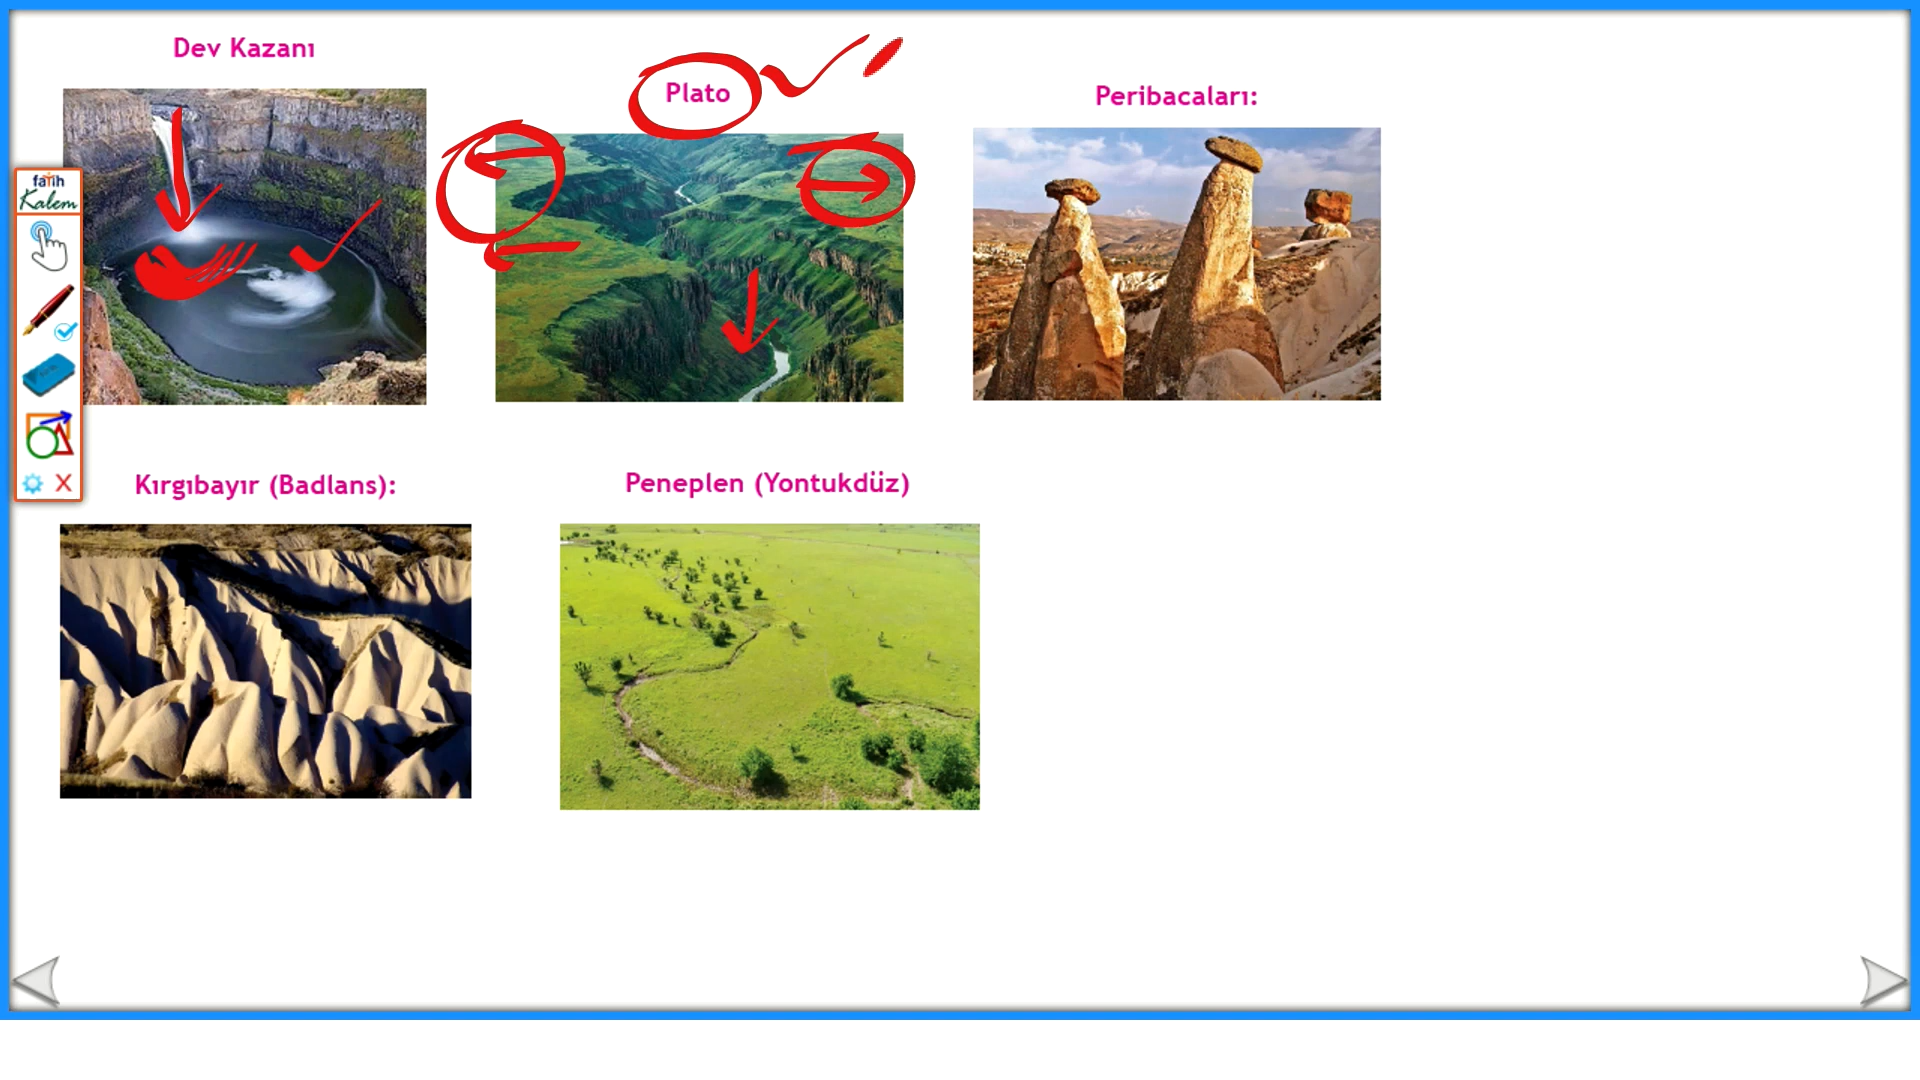 Dev Kazanı
Plato
Peribacaları:
fatih
Kalem
Kırgıbayır (Badlans):
Peneplen (Yontukdüz)